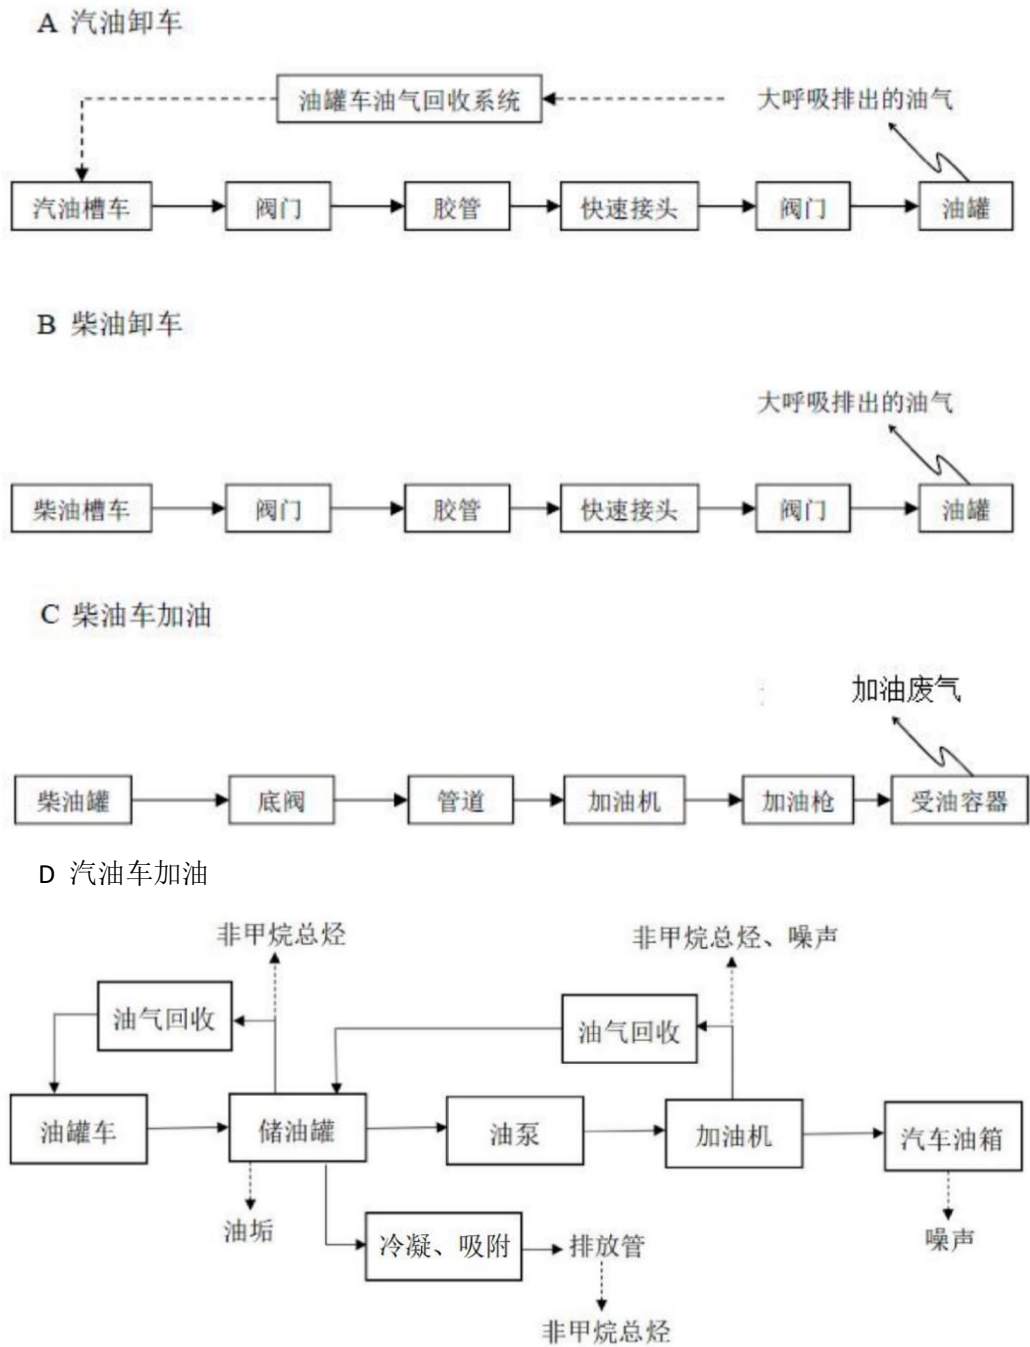 A 汽油卸车
油罐车油气回收系统
大呼吸排出的油气
汽油槽车
阀门
胶管
快速接头
阀门
油罐
B 柴油卸车
大呼吸排出的油气
柴油槽车
阀门
胶管
快速接头
阀门
油罐
C 柴油车加油
加油废气
柴油罐
底阀
管道
加油机
加油枪
受油容器
D 汽油车加油
非甲烷总烃
非甲烷总烃、噪声
油气回收
油气回收
油罐车
储油罐
油泵
加油机
汽车油箱
油垢
冷凝、吸附
排放管
噪声
非甲烷总烃